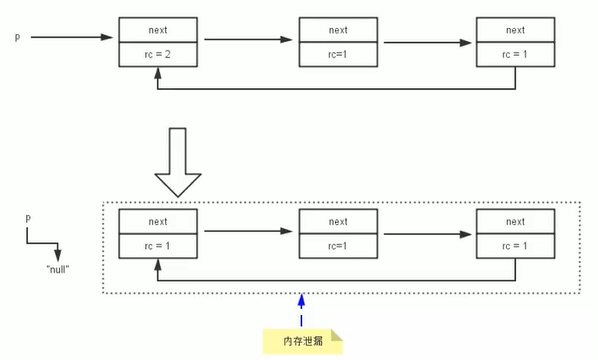 p
next
next
next
rc = 2
rc=1
rc = 1
p
next
next
next
rc = 1
rc=1
rc = 1
"null"
内存泄漏